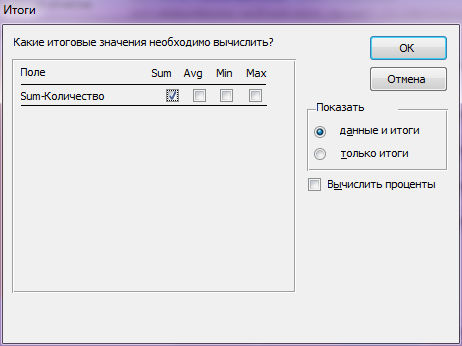 Итоги
Какие итоговые значения необходимо вычислить?
OK
Отмена
Поле Sum Avg Min Max
Sum-Количество
Показать
данные и итоги
только итоги
Вычислить проценты